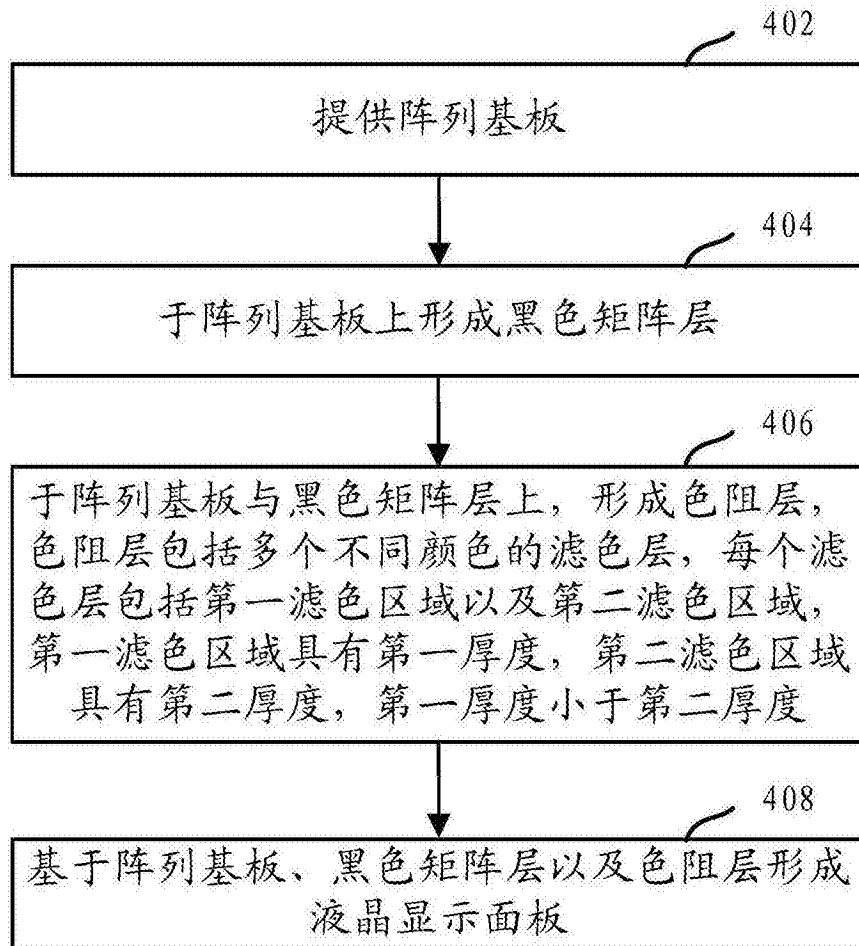 402
提供阵列基板
404
于阵列基板上形成黑色矩阵层
406
于阵列基板与黑色矩阵层上，形成色阻层，
色阻层包括多个不同颜色的滤色层，每个滤
色层包括第一滤色区域以及第二滤色区域，
第一滤色区域具有第一厚度，第二滤色区域
具有第二厚度，第一厚度小于第二厚度
408
基于阵列基板、黑色矩阵层以及色阻层形成
液晶显示面板